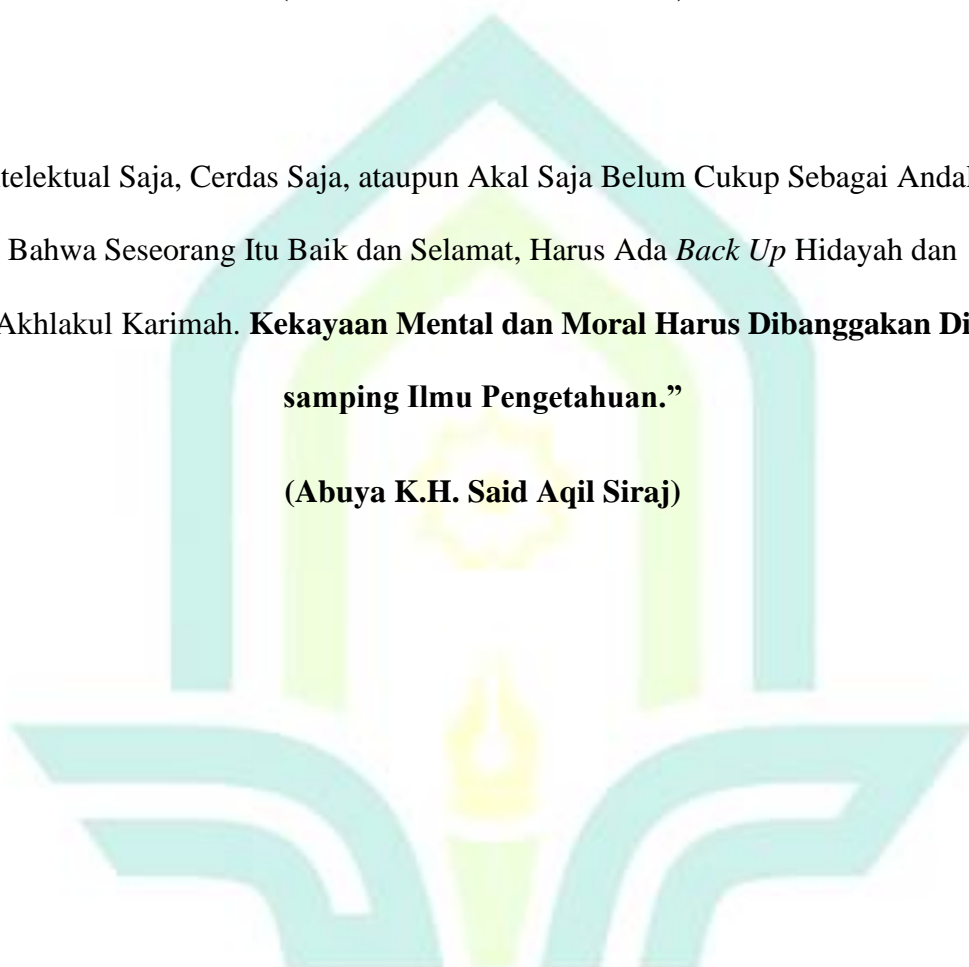 telektual Saja, Cerdas Saja, ataupun Akal Saja Belum Cukup Sebagai Andal
Bahwa Seseorang Itu Baik dan Selamat, Harus Ada Back Up Hidayah dan
Akhlakul Karimah. Kekayaan Mental dan Moral Harus Dibanggakan Di
samping Ilmu Pengetahuan.”
(Abuya K.H. Said Aqil Siraj)